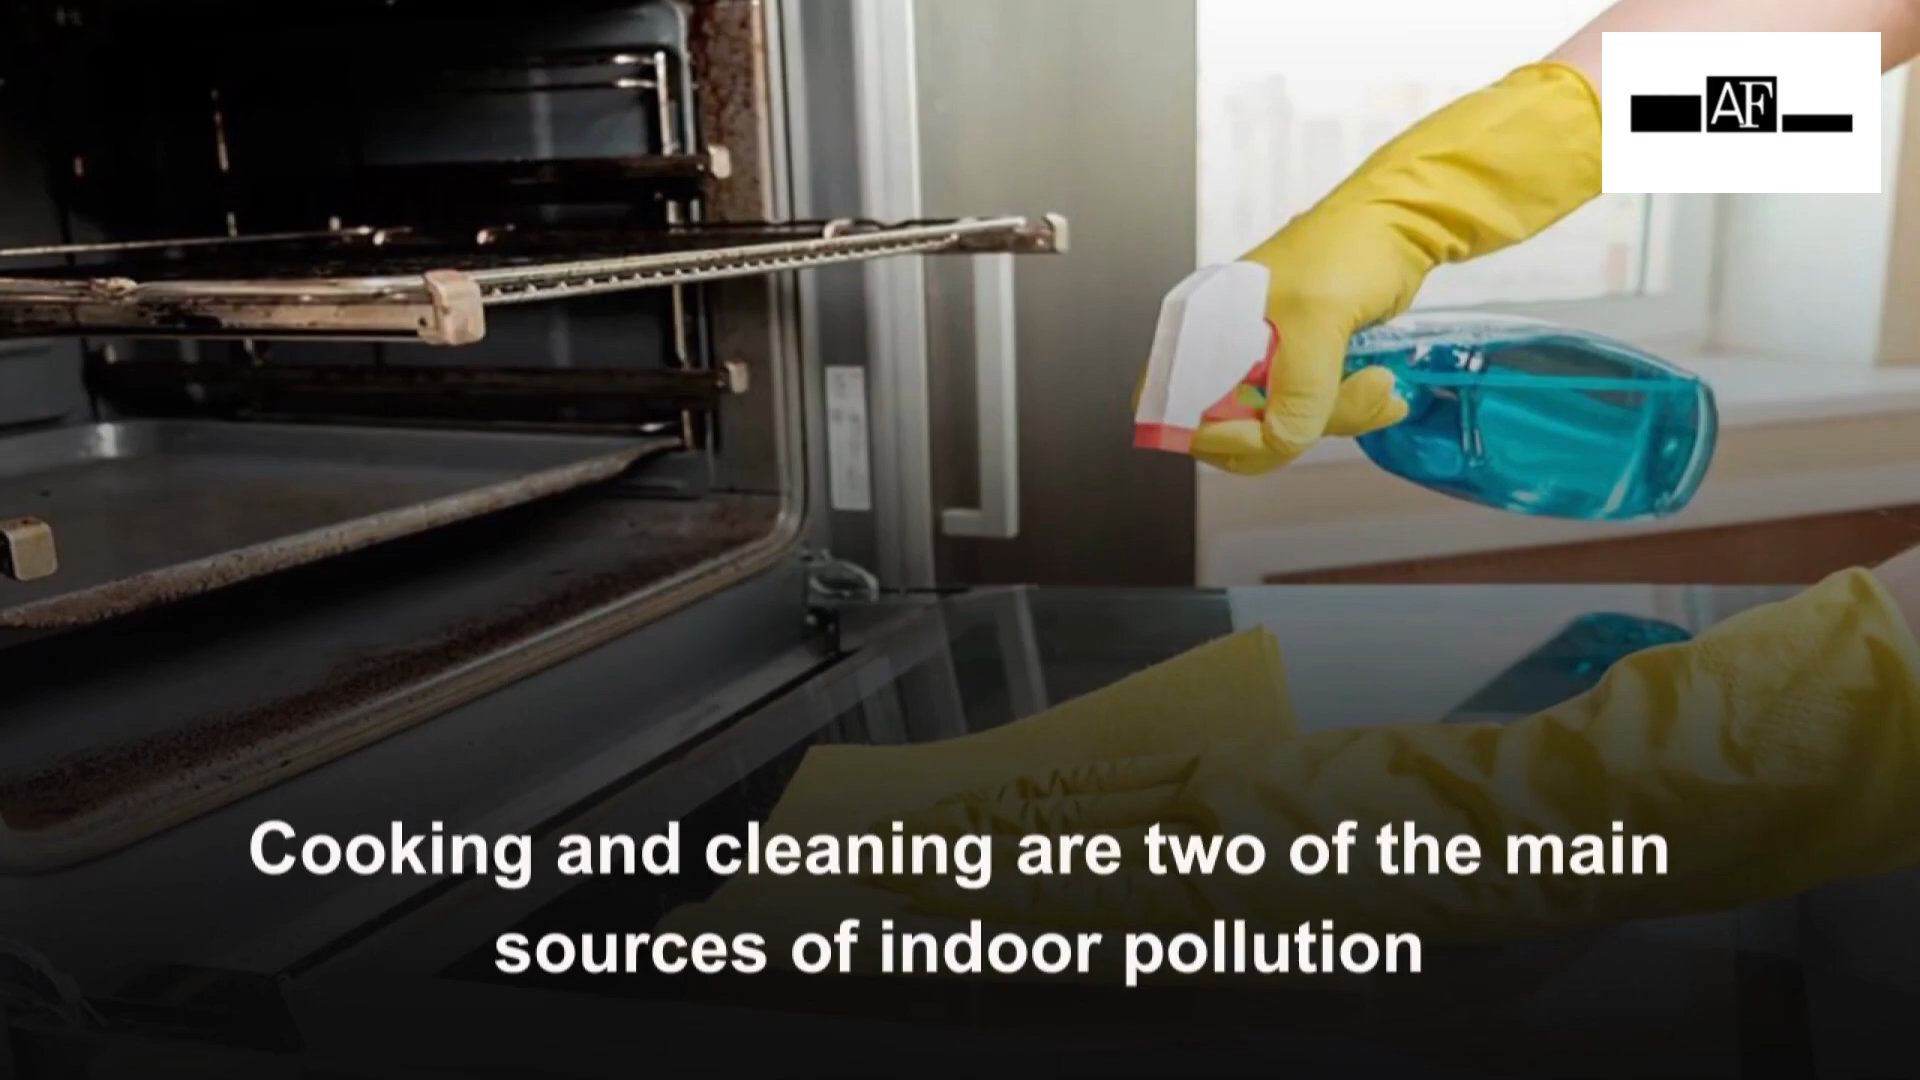 AF
Cooking and cleaning are two of the main
sources of indoor pollution